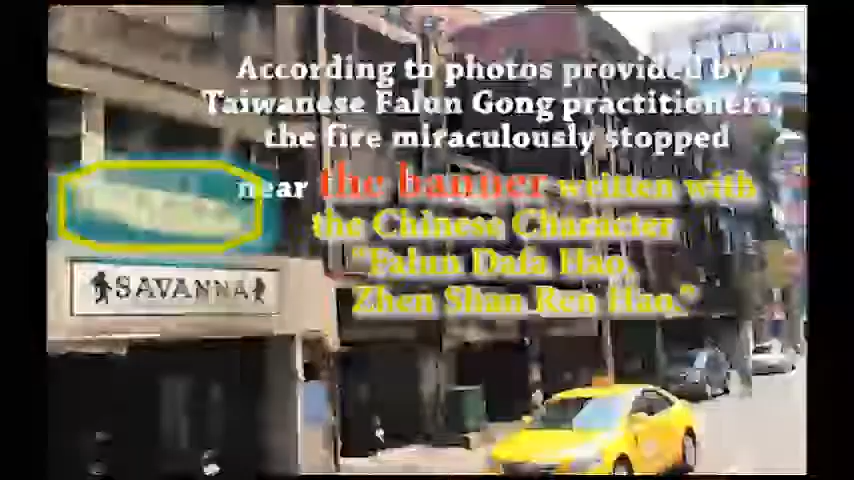 According to photos provided by
Taiwanese Falun Gong practitioners,
the fire miraculously stopped
near the banner written with
the Chinese Character
"Falun Dafa Hao,
Zhen Shan Ren Hao."
SAVANNA